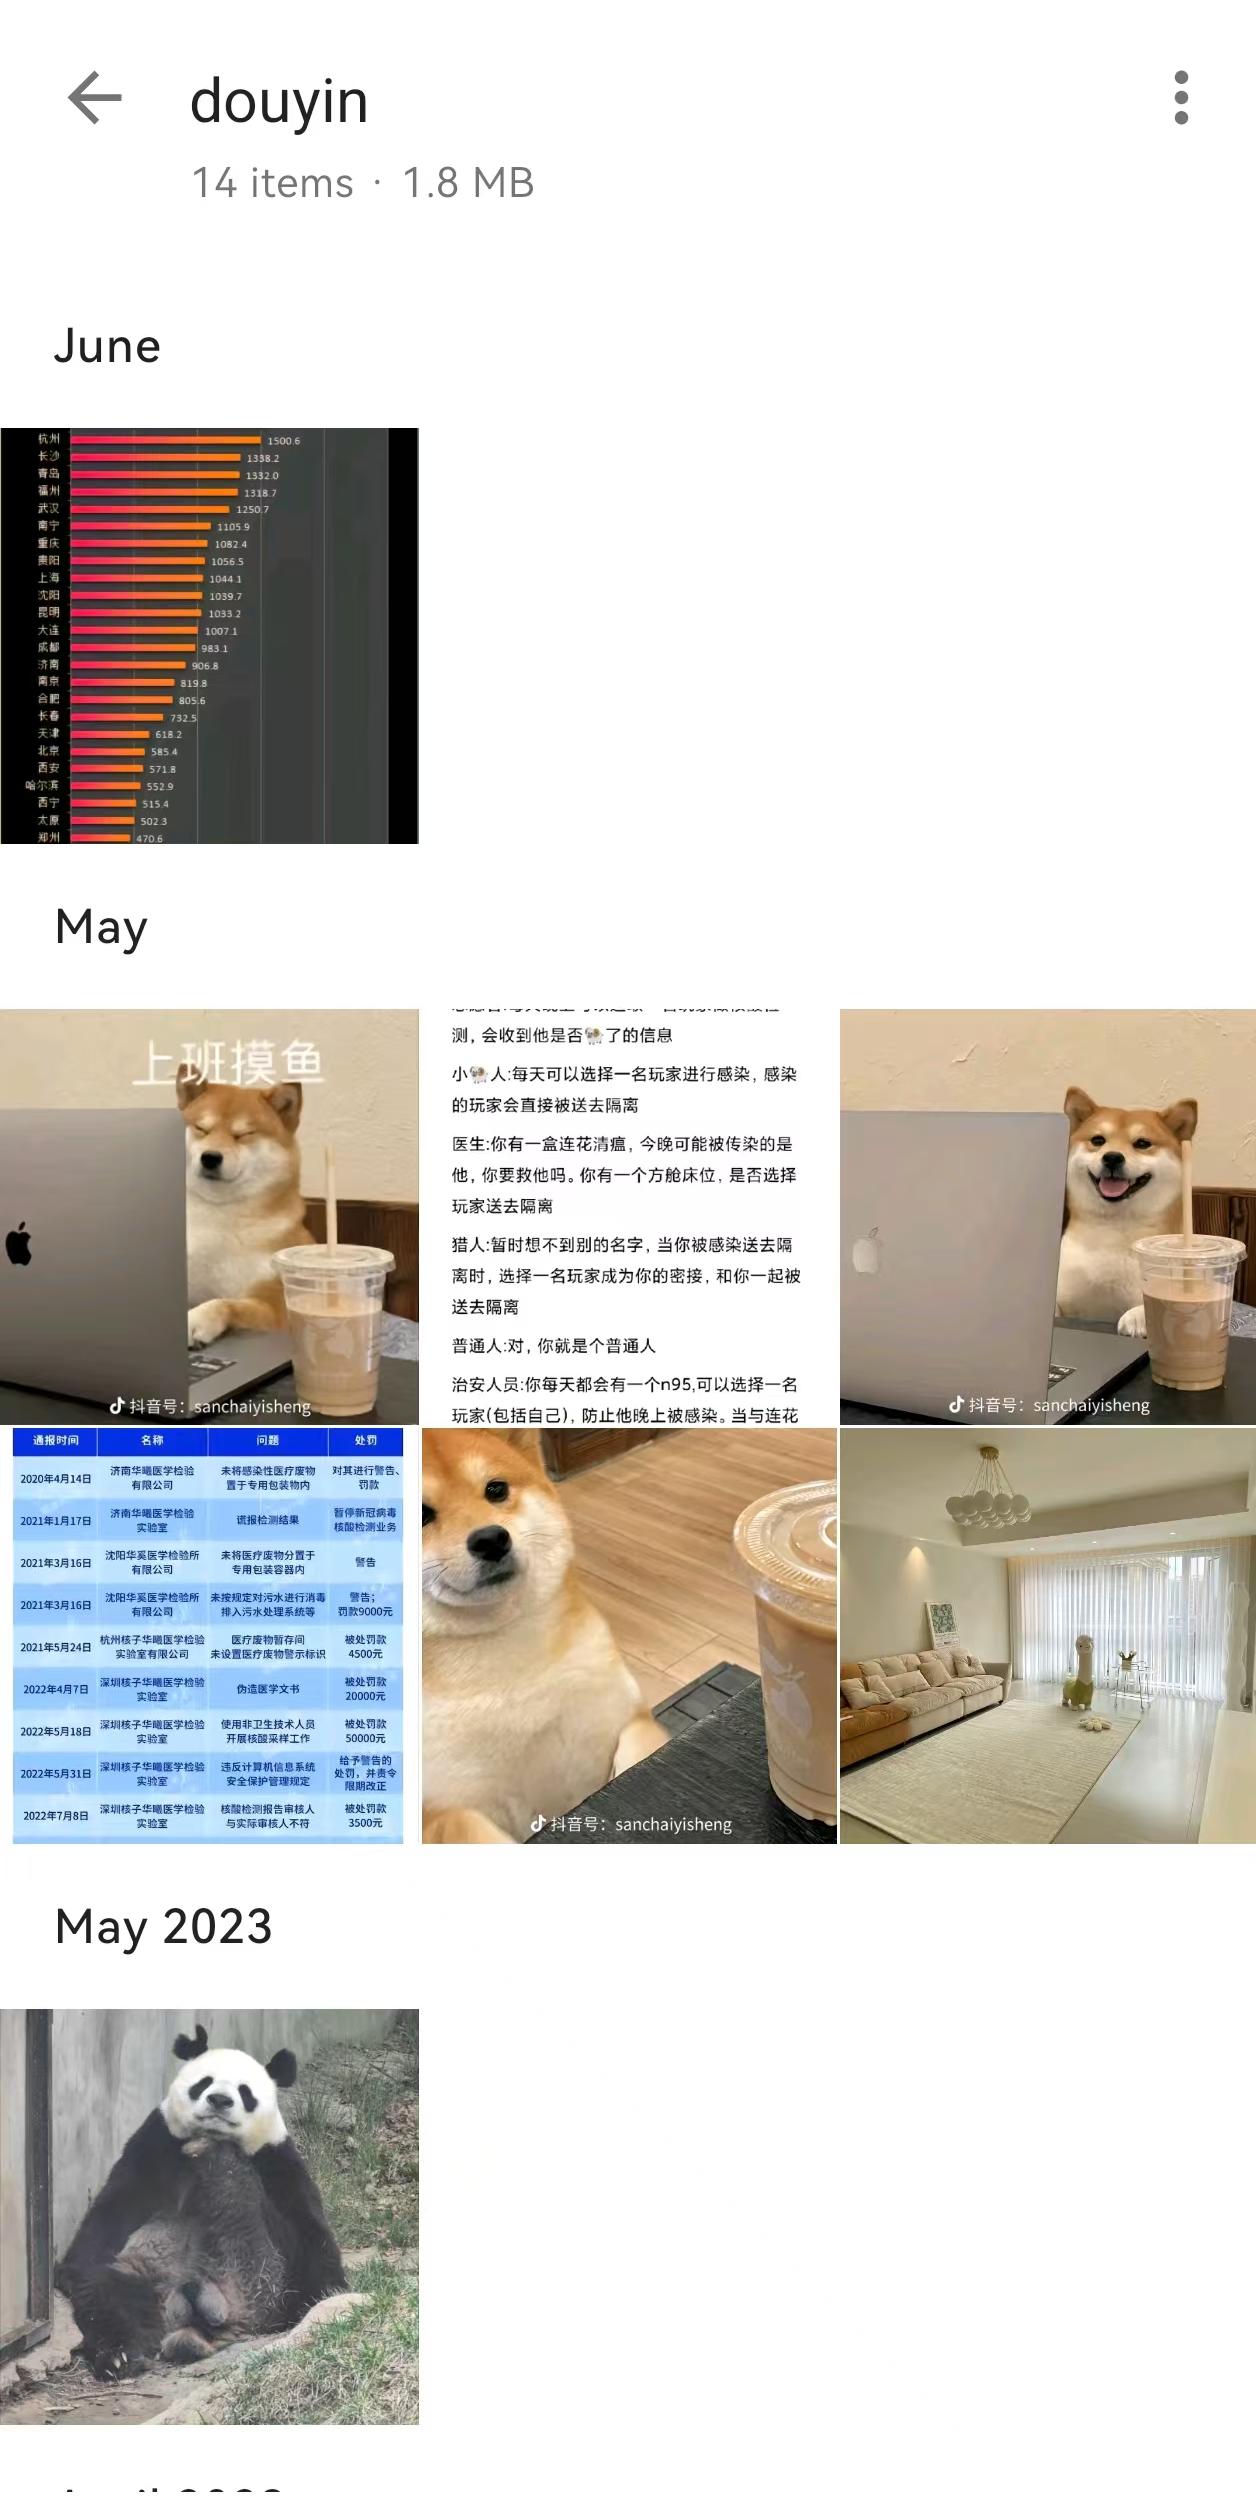 douyin
14 items · 1.8 MB
June
杭州 1500.6
长沙 1338.2
青岛 1332.0
福州 1318.7
武汉 1250.7
南宁 1105.9
重庆 1082.4
贵阳 1056.5
上海 1044.1
沈阳 1039.7
昆明 1033.2
大连 1007.1
成都 983.1
济南 906.8
南京 819.8
合肥 805.6
长春 732.5
天津 618.2
北京 585.4
西安 571.8
哈尔滨 552.9
西宁 515.4
太原 502.3
郑州 470.6
May
上班摸鱼
抖音号: sanchaiyisheng
测, 会收到他是否🐏了的信息
小🐏人:每天可以选择一名玩家进行感染, 感染
的玩家会直接被送去隔离
医生:你有一盒连花清瘟, 今晚可能被传染的是
他, 你要救他吗。你有一个方舱床位, 是否选择
玩家送去隔离
猎人:暂时想不到别的名字, 当你被感染送去隔
离时, 选择一名玩家成为你的密接, 和你一起被
送去隔离
普通人:对, 你就是个普通人
治安人员:你每天都会有一个n95,可以选择一名
玩家(包括自己), 防止他晚上被感染。当与连花
抖音号: sanchaiyisheng
通报时间 名称 问题 处罚
2020年4月14日 济南华曦医学检验 未将感染性医疗废物 对其进行警告、
有限公司 置于专用包装物内 罚款
2021年1月17日 济南华曦医学检验 谎报检测结果 暂停新冠病毒
实验室 核酸检测业务
2021年3月16日 沈阳华奚医学检验所 未将医疗废物分置于 警告
有限公司 专用包装容器内
2021年3月16日 沈阳华奚医学检验所 未按规定对污水进行消毒 警告;
有限公司 排入污水处理系统等 罚款9000元
2021年5月24日 杭州核子华曦医学检验 医疗废物暂存间 被处罚款
实验室有限公司 未设置医疗废物警示标识 4500元
2022年4月7日 深圳核子华曦医学检验 伪造医学文书 被处罚款
实验室 20000元
2022年5月18日 深圳核子华曦医学检验 使用非卫生技术人员 被处罚款
实验室 开展核酸采样工作 50000元
2022年5月31日 深圳核子华曦医学检验 违反计算机信息系统 给予警告的
实验室 安全保护管理规定 处罚, 并责令
限期改正
2022年7月8日 深圳核子华曦医学检验 核酸检测报告审核人 被处罚款
实验室 与实际审核人不符 3500元
抖音号: sanchaiyisheng
May 2023